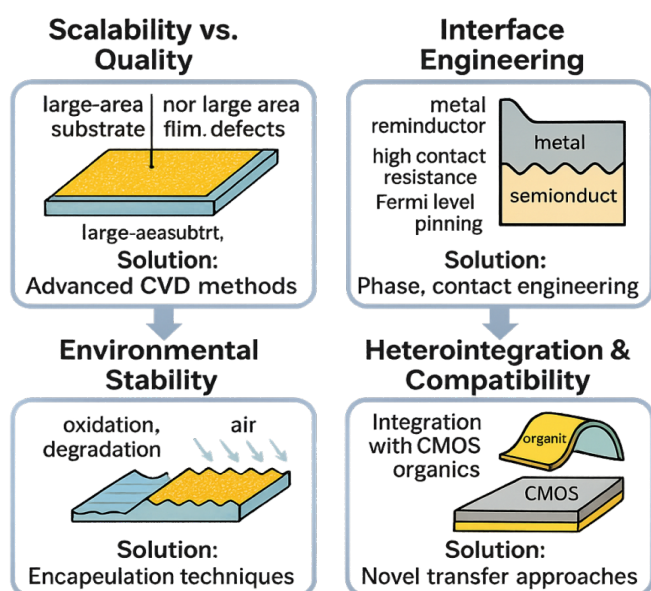 Scalability vs.
Quality
large-area
substrate
nor large area
flim. defects
large-aeasubtrt,
Solution:
Advanced CVD methods
Interface
Engineering
metal
reminductor
high contact
resistance
Fermi level
pinning
metal
semionduct
Solution:
Phase, contact engineering
Environmental
Stability
oxidation,
degradation
air
Solution:
Encapeulation techniques
Heterointegration &
Compatibility
Integration
with CMOS
organics
organit
CMOS
Solution:
Novel transfer approaches